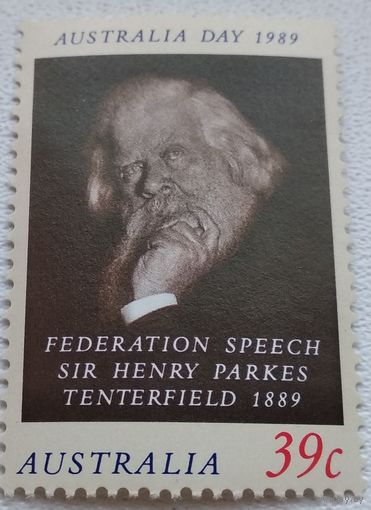 AUSTRALIA DAY 1989
FEDERATION SPEECH
SIR HENRY PARKES
TENTERFIELD 1889
AUSTRALIA 39c